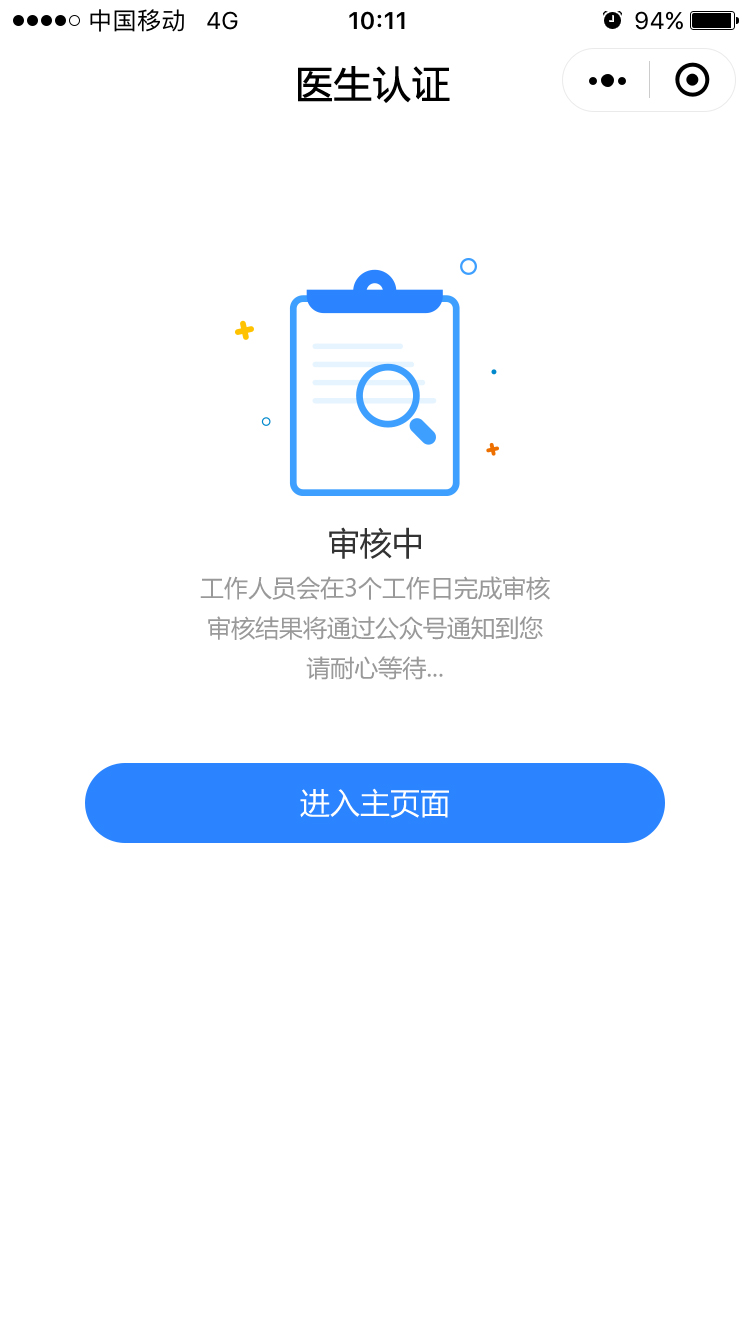 中国移动 4G 10:11 94%
医生认证
审核中
工作人员会在3个工作日完成审核
审核结果将通过公众号通知到您
请耐心等待...
进入主页面